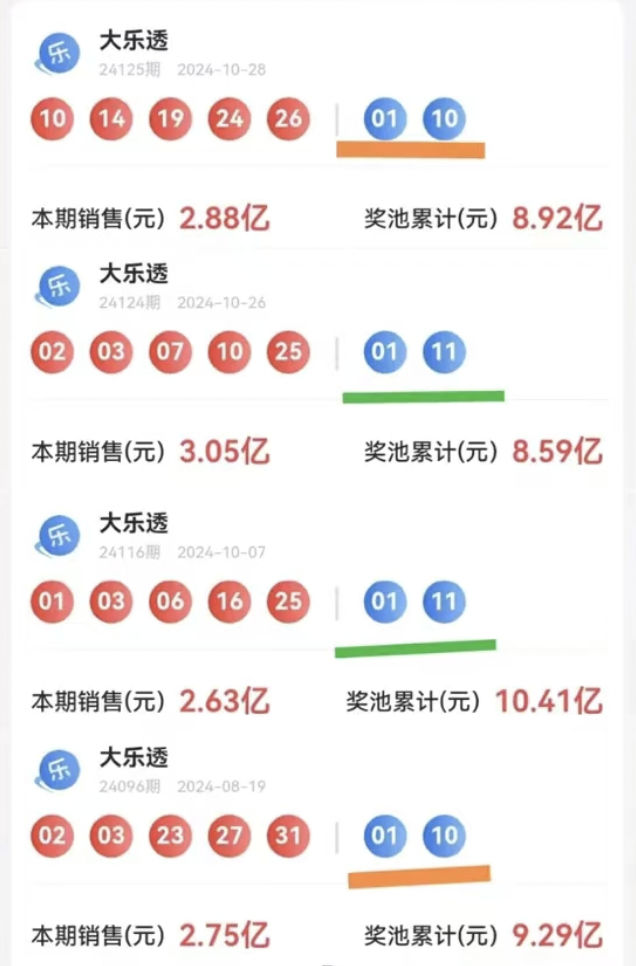 乐 大乐透
24125期 2024-10-28
10 14 19 24 26 01 10
本期销售(元) 2.88亿 奖池累计(元) 8.92亿
乐 大乐透
24124期 2024-10-26
02 03 07 10 25 01 11
本期销售(元) 3.05亿 奖池累计(元) 8.59亿
乐 大乐透
24116期 2024-10-07
01 03 06 16 25 01 11
本期销售(元) 2.63亿 奖池累计(元) 10.41亿
乐 大乐透
24096期 2024-08-19
02 03 23 27 31 01 10
本期销售(元) 2.75亿 奖池累计(元) 9.29亿